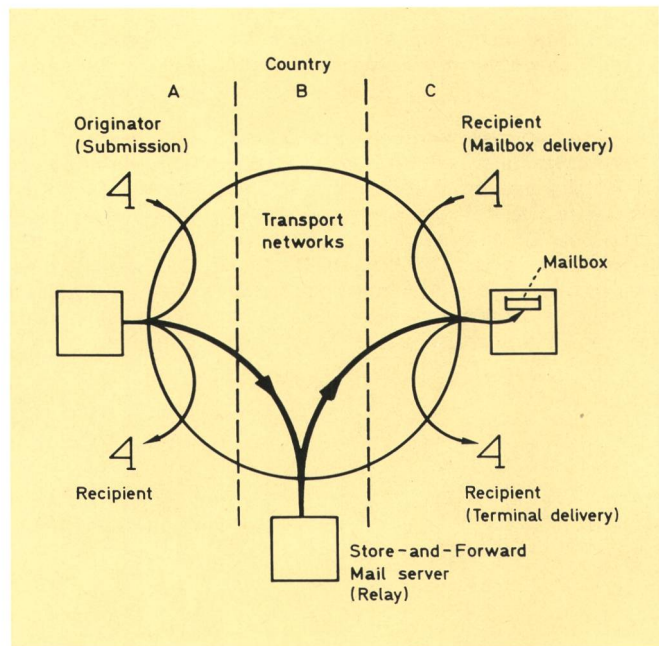 Country
A B C
Originator
(Submission)
Recipient
(Mailbox delivery)
Transport
networks
Mailbox
Recipient
Recipient
(Terminal delivery)
Store-and-Forward
Mail server
(Relay)